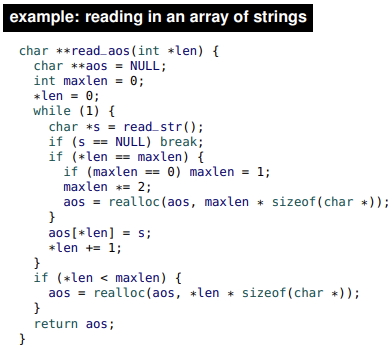 example: reading in an array of strings
char **read_aos(int *len) {
  char **aos = NULL;
  int maxlen = 0;
  *len = 0;
  while (1) {
    char *s = read_str();
    if (s == NULL) break;
    if (*len == maxlen) {
      if (maxlen == 0) maxlen = 1;
      maxlen *= 2;
      aos = realloc(aos, maxlen * sizeof(char *));
    }
    aos[*len] = s;
    *len += 1;
  }
  if (*len < maxlen) {
    aos = realloc(aos, *len * sizeof(char *));
  }
  return aos;
}